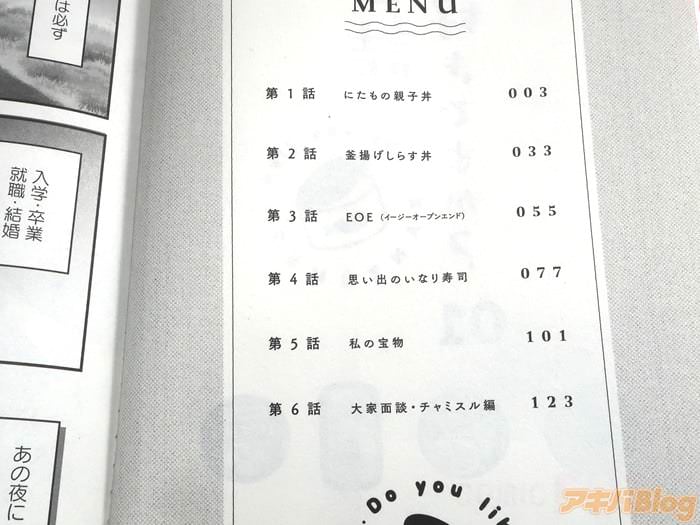 MENU
第1話 にたもの親子丼 003
第2話 釜揚げしらす丼 033
第3話 EOE(イージーオープンエンド) 055
第4話 思い出のいなり寿司 077
第5話 私の宝物 101
第6話 大家面談・チャミスル編 123
Do you li
は必ず
入学・卒業
就職・結婚
あの夜に
アキバBlog